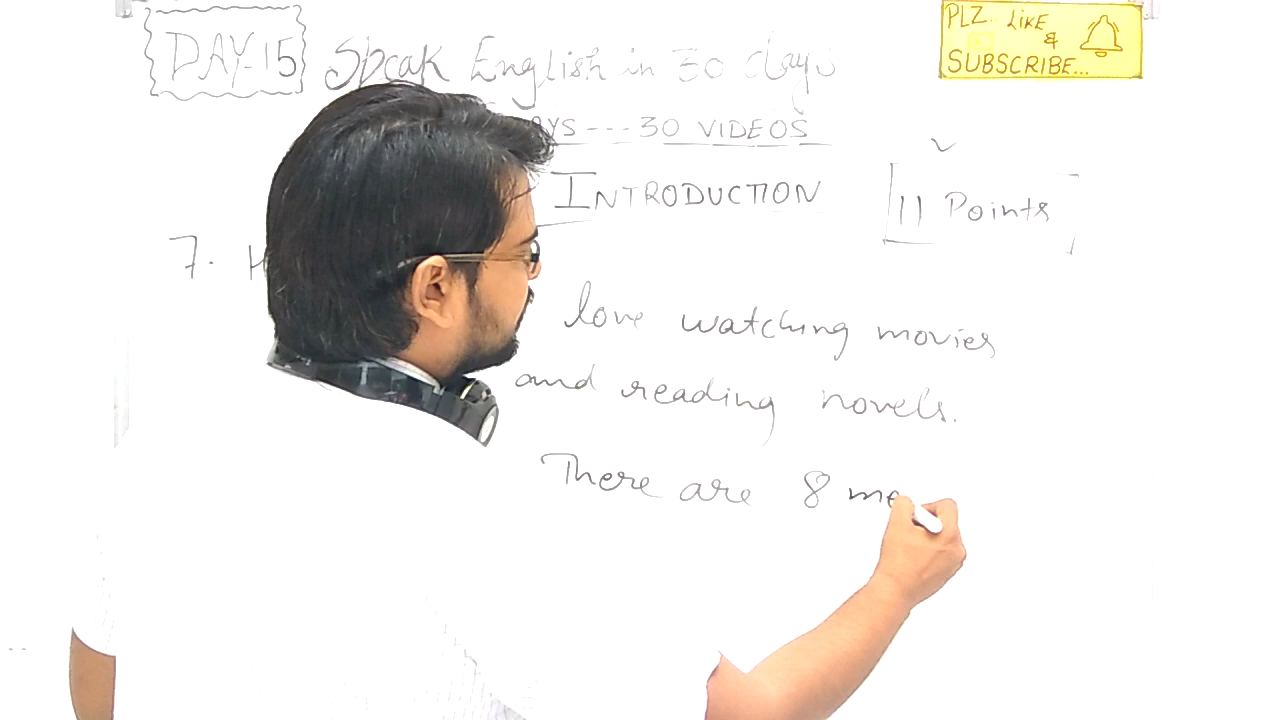 DAY-15 Speak English in 30 days
PLZ.. LIKE
&
SUBSCRIBE...
YS---30 VIDEOS
INTRODUCTION
11 Points
7. H
love watching movies
and reading novels.
There are 8 me